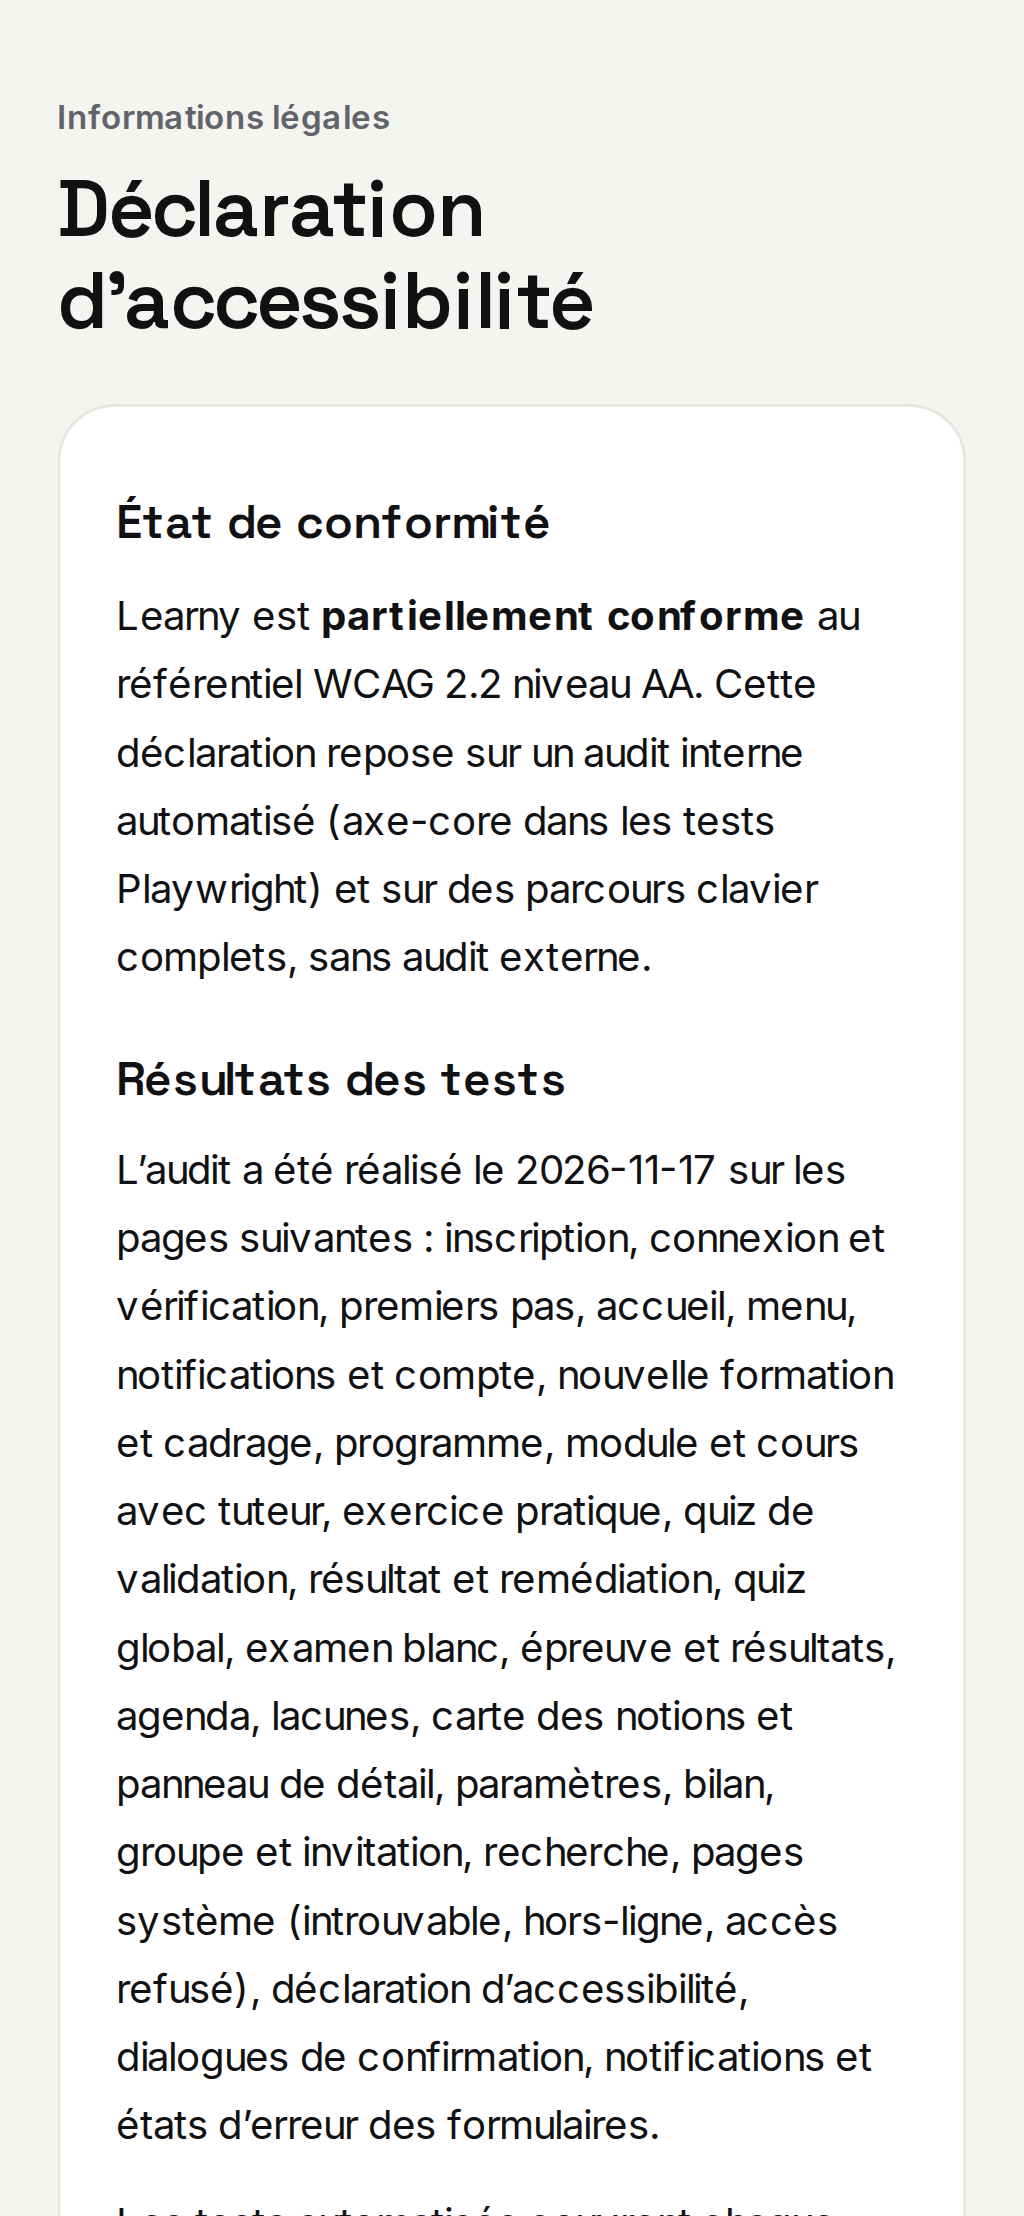 Informations légales
Déclaration
d’accessibilité
État de conformité
Learny est partiellement conforme au
référentiel WCAG 2.2 niveau AA. Cette
déclaration repose sur un audit interne
automatisé (axe-core dans les tests
Playwright) et sur des parcours clavier
complets, sans audit externe.
Résultats des tests
L’audit a été réalisé le 2026-11-17 sur les
pages suivantes : inscription, connexion et
vérification, premiers pas, accueil, menu,
notifications et compte, nouvelle formation
et cadrage, programme, module et cours
avec tuteur, exercice pratique, quiz de
validation, résultat et remédiation, quiz
global, examen blanc, épreuve et résultats,
agenda, lacunes, carte des notions et
panneau de détail, paramètres, bilan,
groupe et invitation, recherche, pages
système (introuvable, hors-ligne, accès
refusé), déclaration d’accessibilité,
dialogues de confirmation, notifications et
états d’erreur des formulaires.